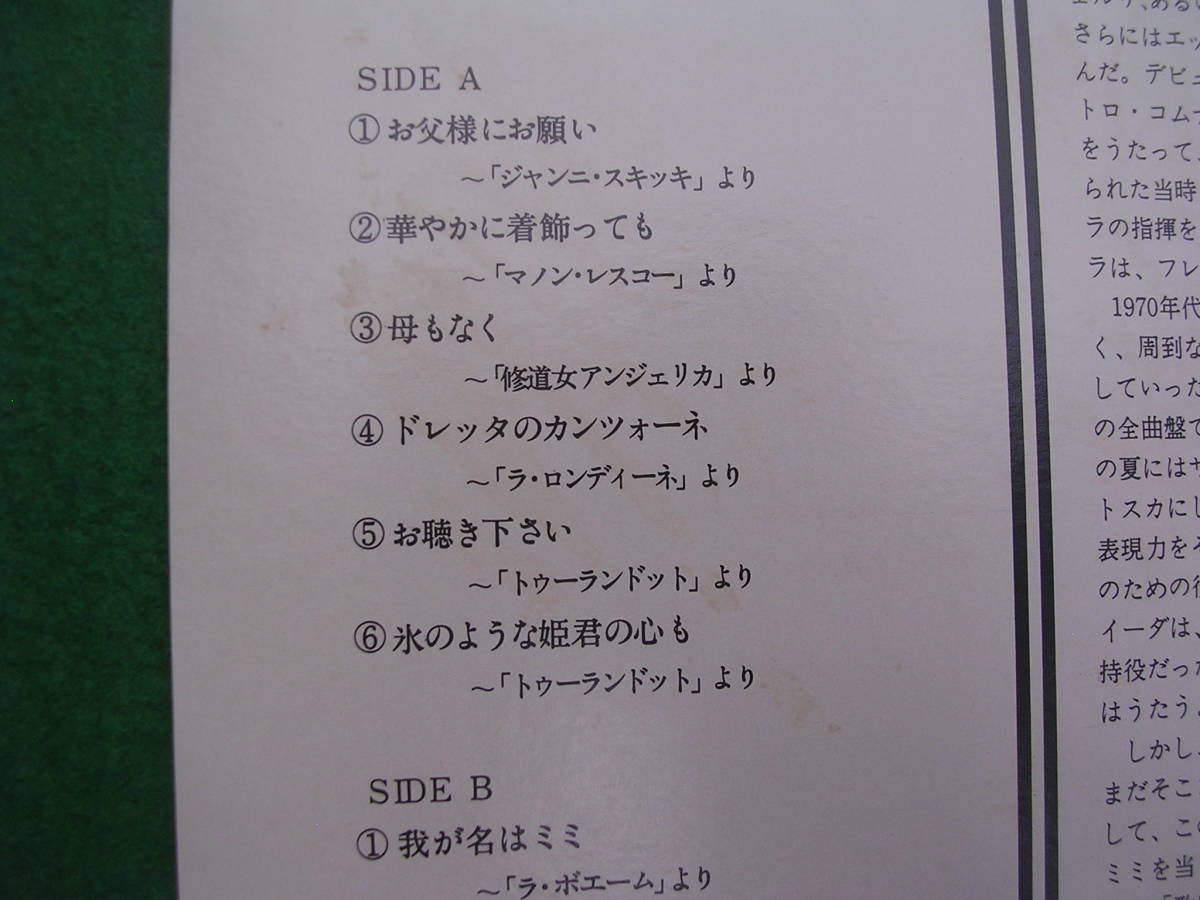 SIDE A
①お父様にお願い
～「ジャンニ・スキッキ」より
②華やかに着飾っても
～「マノン・レスコー」より
③母もなく
～「修道女アンジェリカ」より
④ドレッタのカンツォーネ
～「ラ・ロンディーネ」より
⑤お聴き下さい
～「トゥーランドット」より
⑥氷のような姫君の心も
～「トゥーランドット」より
SIDE B
①我が名はミミ
～「ラ・ボエーム」より
さらにはエッ
んだ。デビュ
トロ・コムナ
をうたって、
られた当時
ラの指揮を
ラは、フレ
1970年代
く、周到な
していった
の全曲盤で
の夏にはザ
トスカにし
表現力をそ
のための役
イーダは、
持役だった
はうたう。
しかし、
まだそこ
して、この
ミミを当